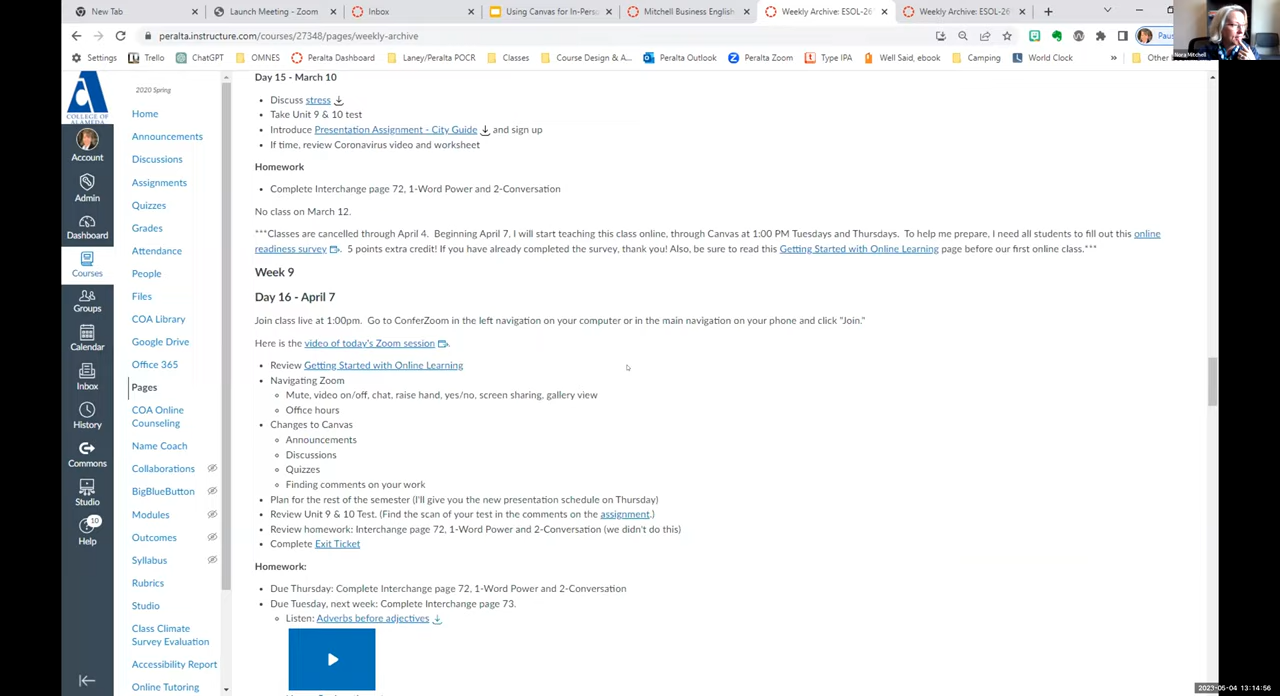 New Tab
Launch Meeting - Zoom
Inbox
Using Canvas for In-Perso
Mitchell Business English
Weekly Archive: ESOL-26
Weekly Archive: ESOL-26
peralta.instructure.com/courses/27348/pages/weekly-archive
Paus
Nora Mitchell
Settings
Trello
ChatGPT
OMNES
Peralta Dashboard
Laney/Peralta POCR
Classes
Course Design & A...
Peralta Outlook
Peralta Zoom
Type IPA
Well Said, ebook
Camping
World Clock
»
Other
COLLEGE OF
ALAMEDA
Account
Admin
Dashboard
Courses
Groups
Calendar
Inbox
History
Commons
Studio
10
Help
2020 Spring
Home
Announcements
Discussions
Assignments
Quizzes
Grades
Attendance
People
Files
COA Library
Google Drive
Office 365
Pages
COA Online
Counseling
Name Coach
Collaborations
BigBlueButton
Modules
Outcomes
Syllabus
Rubrics
Studio
Class Climate
Survey Evaluation
Accessibility Report
Online Tutoring
Day 15 - March 10
• Discuss stress
• Take Unit 9 & 10 test
• Introduce Presentation Assignment - City Guide and sign up
• If time, review Coronavirus video and worksheet
Homework
• Complete Interchange page 72, 1-Word Power and 2-Conversation
No class on March 12.
***Classes are cancelled through April 4. Beginning April 7, I will start teaching this class online, through Canvas at 1:00 PM Tuesdays and Thursdays. To help me prepare, I need all students to fill out this online
readiness survey. 5 points extra credit! If you have already completed the survey, thank you! Also, be sure to read this Getting Started with Online Learning page before our first online class.***
Week 9
Day 16 - April 7
Join class live at 1:00pm. Go to ConferZoom in the left navigation on your computer or in the main navigation on your phone and click "Join."
Here is the video of today's Zoom session.
• Review Getting Started with Online Learning
• Navigating Zoom
◦ Mute, video on/off, chat, raise hand, yes/no, screen sharing, gallery view
◦ Office hours
• Changes to Canvas
◦ Announcements
◦ Discussions
◦ Quizzes
◦ Finding comments on your work
• Plan for the rest of the semester (I'll give you the new presentation schedule on Thursday)
• Review Unit 9 & 10 Test. (Find the scan of your test in the comments on the assignment.)
• Review homework: Interchange page 72, 1-Word Power and 2-Conversation (we didn't do this)
• Complete Exit Ticket
Homework:
• Due Thursday: Complete Interchange page 72, 1-Word Power and 2-Conversation
• Due Tuesday, next week: Complete Interchange page 73.
◦ Listen: Adverbs before adjectives
2023-05-04 13:14:56